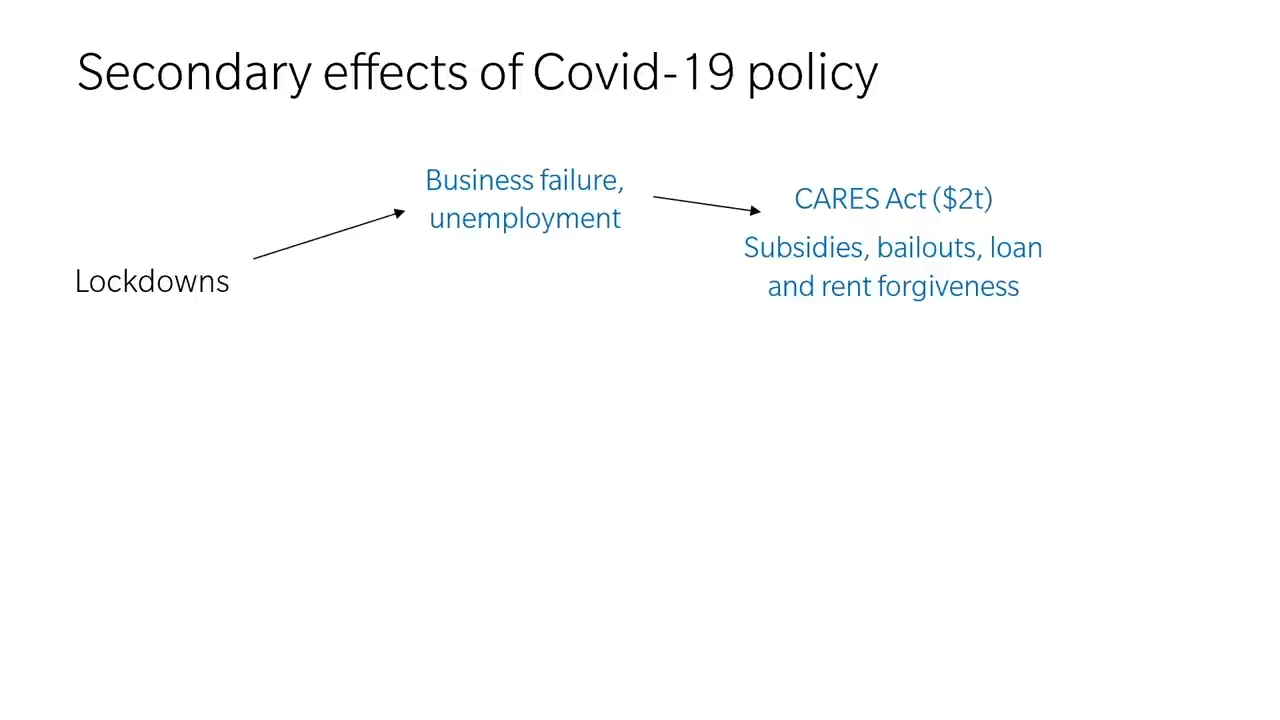 Secondary effects of Covid-19 policy
Business failure,
unemployment
CARES Act ($2t)
Subsidies, bailouts, loan
and rent forgiveness
Lockdowns